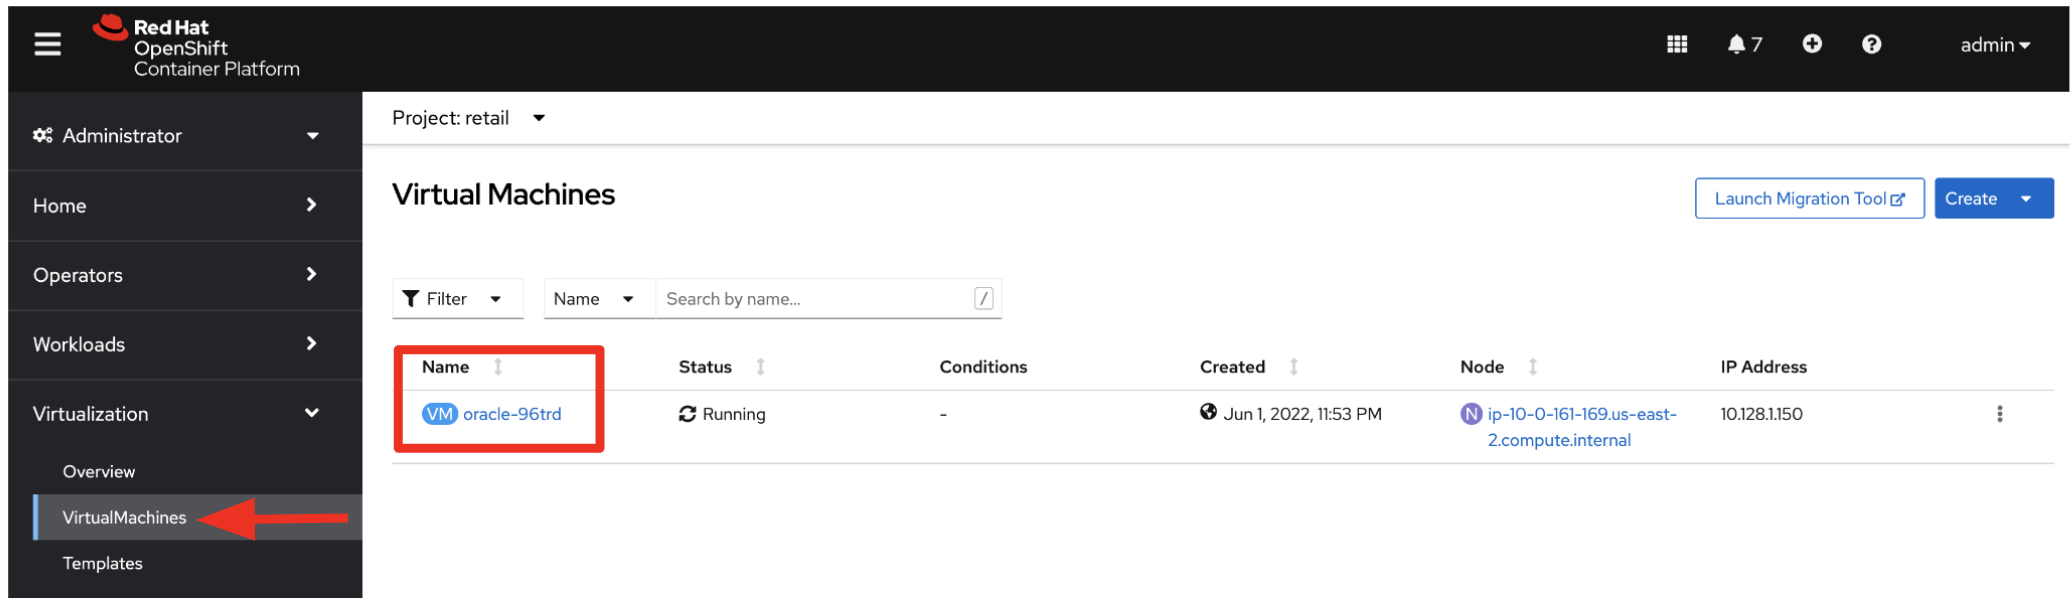 Red Hat
OpenShift
Container Platform
7
admin
Administrator
Home
Operators
Workloads
Virtualization
Overview
VirtualMachines
Templates
Project: retail
Virtual Machines
Launch Migration Tool
Create
Filter
Name
Search by name...
/
Name Status Conditions Created Node IP Address
VM oracle-96trd Running - Jun 1, 2022, 11:53 PM N ip-10-0-161-169.us-east- 10.128.1.150
2.compute.internal